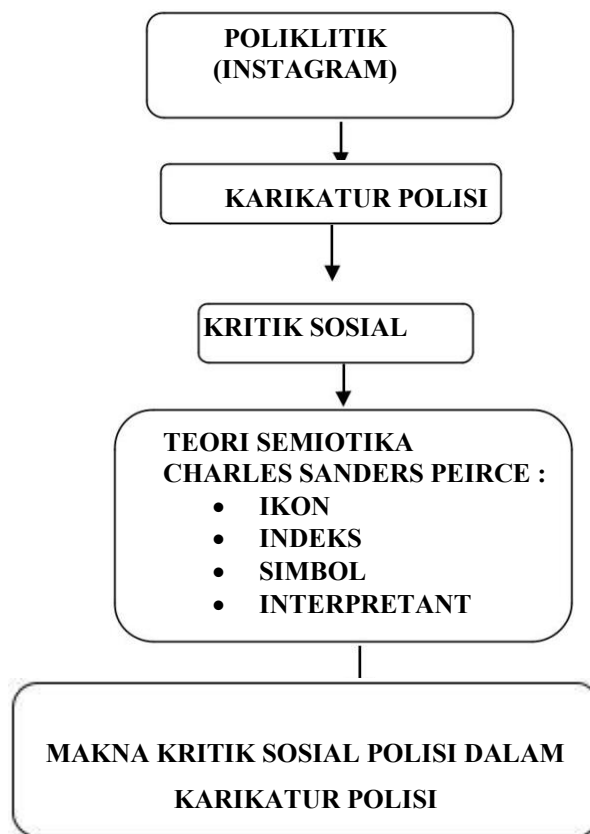 POLIKLITIK
(INSTAGRAM)
KARIKATUR POLISI
KRITIK SOSIAL
TEORI SEMIOTIKA
CHARLES SANDERS PEIRCE :
• IKON
• INDEKS
• SIMBOL
• INTERPRETANT
MAKNA KRITIK SOSIAL POLISI DALAM
KARIKATUR POLISI